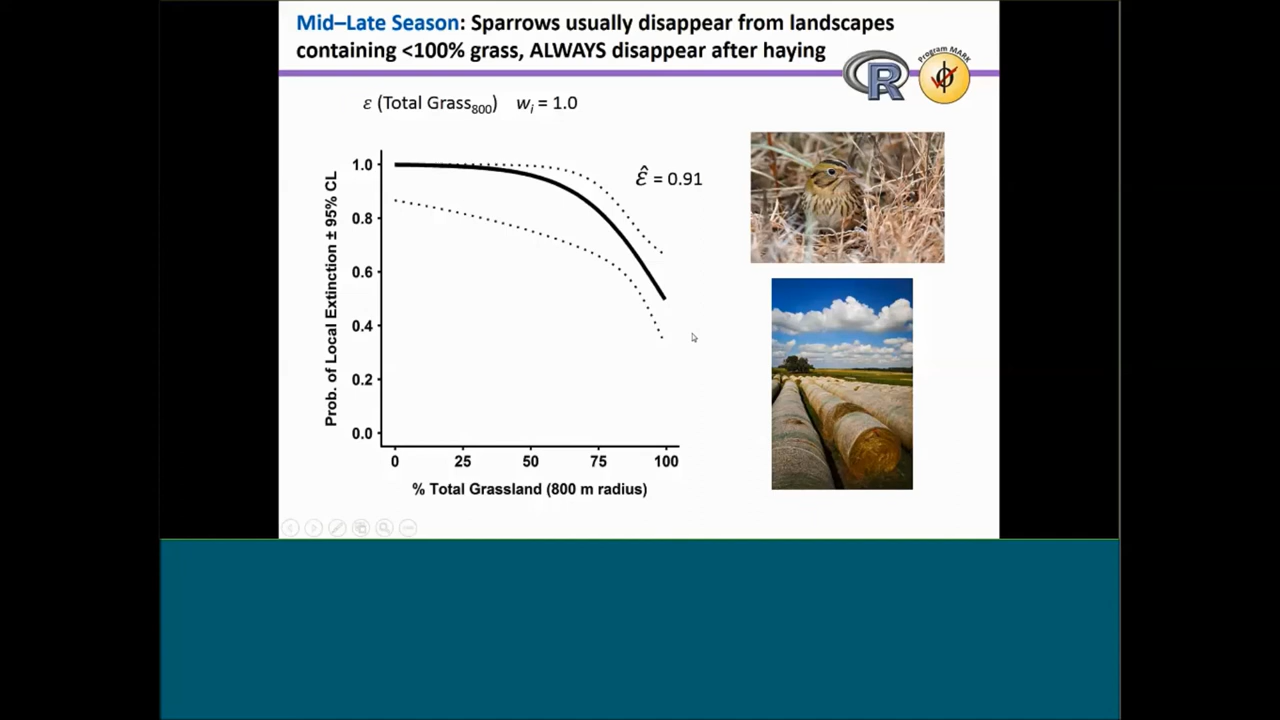 Mid–Late Season: Sparrows usually disappear from landscapes
containing <100% grass, ALWAYS disappear after haying
R
Program MARK
ε (Total Grass₈₀₀) wᵢ = 1.0
ε̂ = 0.91
Prob. of Local Extinction ± 95% CL
1.0
0.8
0.6
0.4
0.2
0.0
0 25 50 75 100
% Total Grassland (800 m radius)